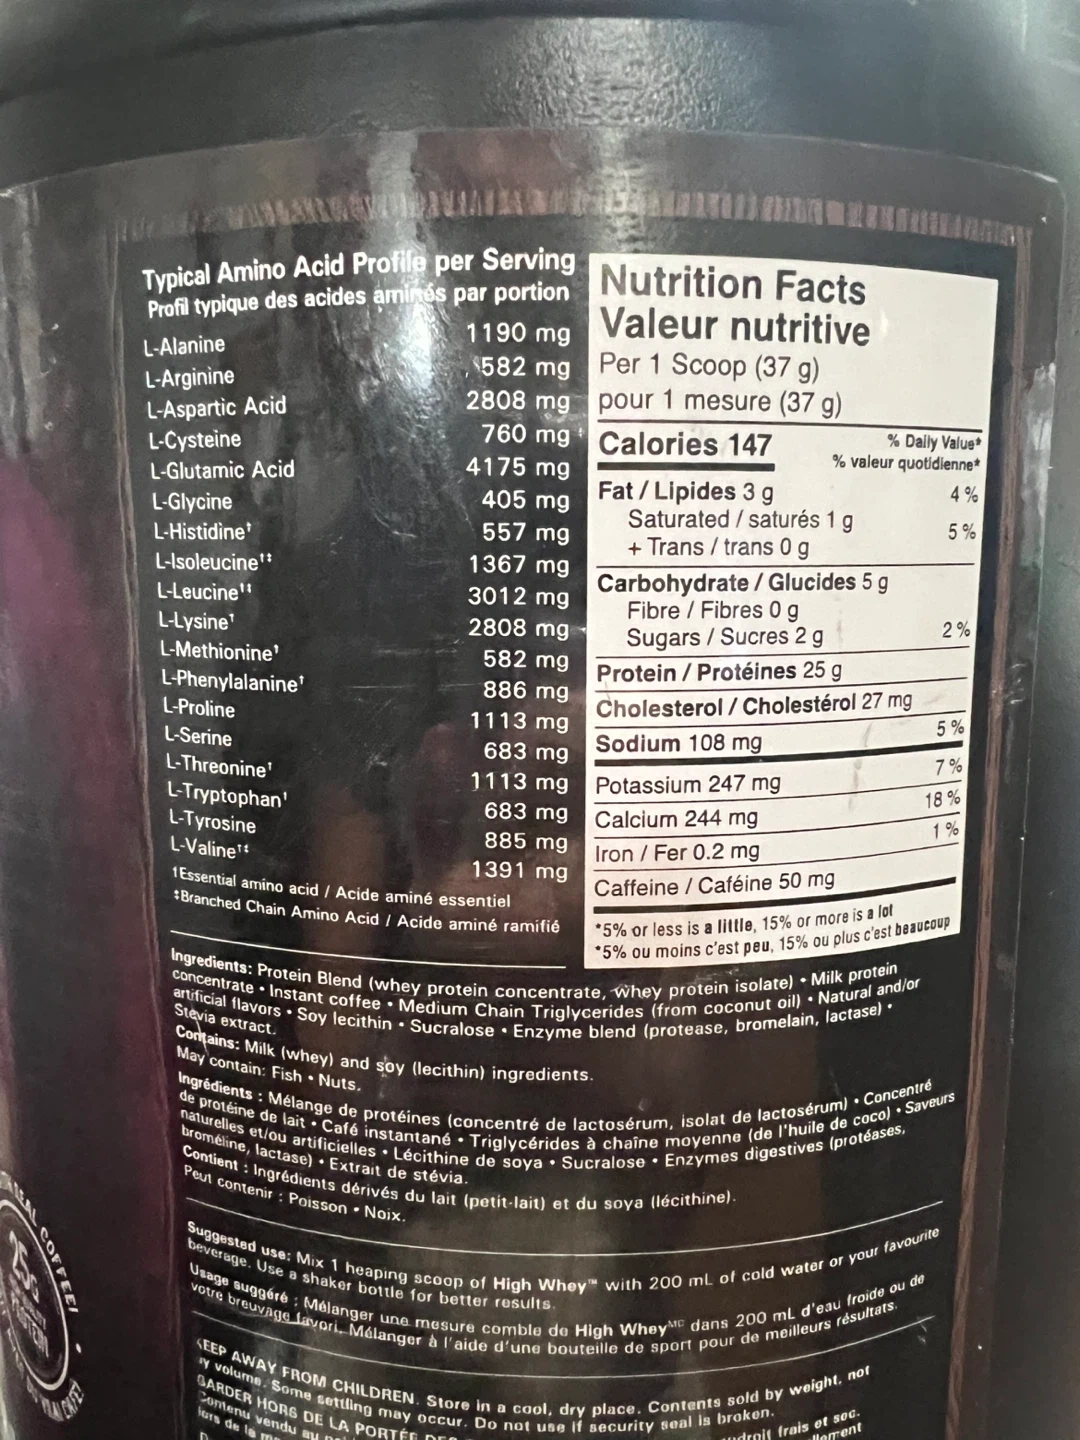 Typical Amino Acid Profile per Serving
Profil typique des acides aminés par portion
L-Alanine 1190 mg
L-Arginine 582 mg
L-Aspartic Acid 2808 mg
L-Cysteine 760 mg
L-Glutamic Acid 4175 mg
L-Glycine 405 mg
L-Histidine† 557 mg
L-Isoleucine†‡ 1367 mg
L-Leucine†‡ 3012 mg
L-Lysine† 2808 mg
L-Methionine† 582 mg
L-Phenylalanine† 886 mg
L-Proline 1113 mg
L-Serine 683 mg
L-Threonine† 1113 mg
L-Tryptophan† 683 mg
L-Tyrosine 885 mg
L-Valine†‡ 1391 mg
†Essential amino acid / Acide aminé essentiel
‡Branched Chain Amino Acid / Acide aminé ramifié
Nutrition Facts
Valeur nutritive
Per 1 Scoop (37 g)
pour 1 mesure (37 g)
Calories 147
% Daily Value*
% valeur quotidienne*
Fat / Lipides 3 g 4 %
Saturated / saturés 1 g
+ Trans / trans 0 g 5 %
Carbohydrate / Glucides 5 g
Fibre / Fibres 0 g
Sugars / Sucres 2 g 2 %
Protein / Protéines 25 g
Cholesterol / Cholestérol 27 mg
Sodium 108 mg 5 %
Potassium 247 mg 7 %
Calcium 244 mg 18 %
Iron / Fer 0.2 mg 1 %
Caffeine / Caféine 50 mg
*5% or less is a little, 15% or more is a lot
*5% ou moins c'est peu, 15% ou plus c'est beaucoup
Ingredients: Protein Blend (whey protein concentrate, whey protein isolate) • Milk protein
concentrate • Instant coffee • Medium Chain Triglycerides (from coconut oil) • Natural and/or
artificial flavors • Soy lecithin • Sucralose • Enzyme blend (protease, bromelain, lactase) •
Stevia extract.
Contains: Milk (whey) and soy (lecithin) ingredients.
May contain: Fish • Nuts.
Ingrédients : Mélange de protéines (concentré de lactosérum, isolat de lactosérum) • Concentré
de protéine de lait • Café instantané • Triglycérides à chaîne moyenne (de l'huile de coco) • Saveurs
naturelles et/ou artificielles • Lécithine de soya • Sucralose • Enzymes digestives (protéases,
broméline, lactase) • Extrait de stévia.
Contient : Ingrédients dérivés du lait (petit-lait) et du soya (lécithine).
Peut contenir : Poisson • Noix.
Suggested use: Mix 1 heaping scoop of High Whey™ with 200 mL of cold water or your favourite
beverage. Use a shaker bottle for better results.
Usage suggéré : Mélanger une mesure comble de High Whey MC dans 200 mL d'eau froide ou de
votre breuvage favori. Mélanger à l'aide d'une bouteille de sport pour de meilleurs résultats.
KEEP AWAY FROM CHILDREN. Store in a cool, dry place. Contents sold by weight, not
by volume. Some settling may occur. Do not use if security seal is broken.
GARDER HORS DE LA PORTÉE frais et sec.
Contenu vendu au
lors de la
REAL COFFEE!
25G
PROTEIN